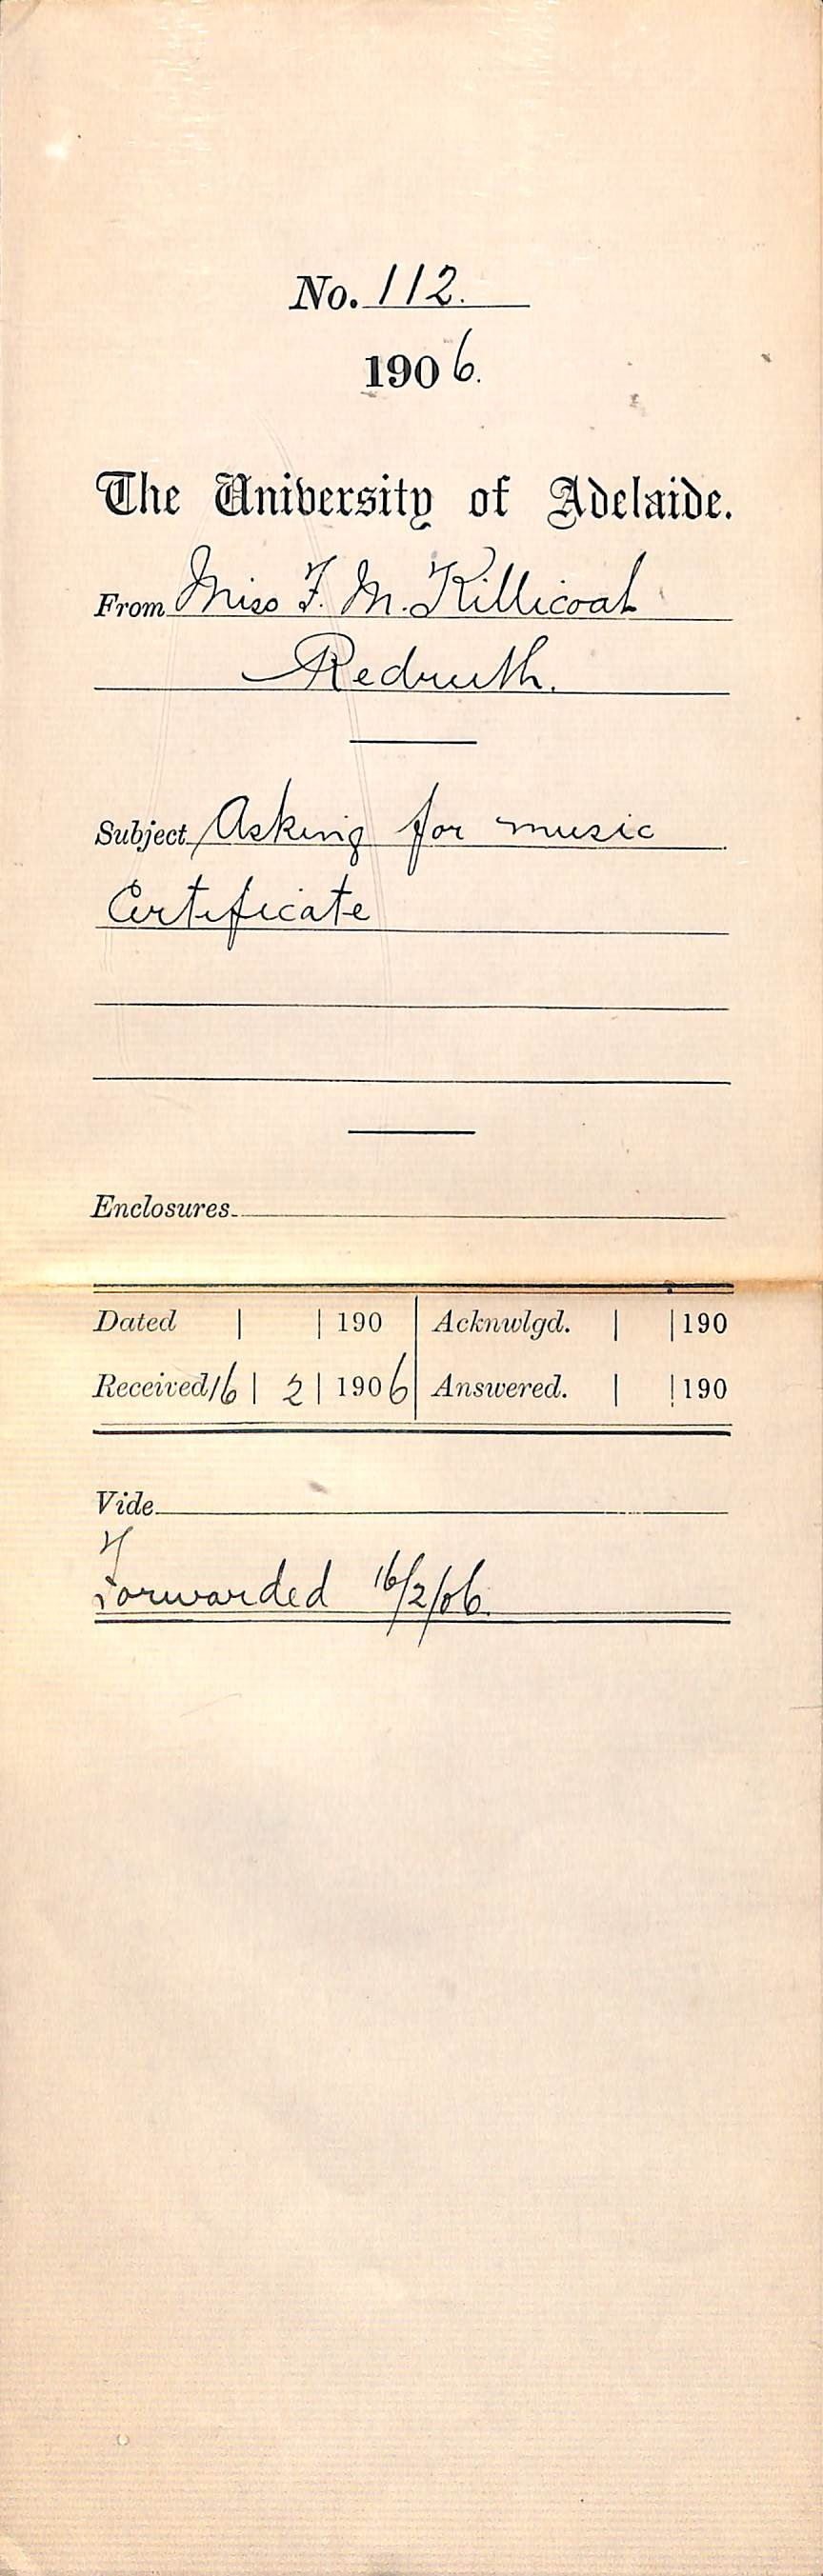 No. 112.
1906.
The University of Adelaide.
From Miss F. M. Killicoat
Redruth.
Subject Asking for music
Certificate
Enclosures
Dated | | 190 | Acknwlgd. | | 190
Received 16 | 2 | 1906 | Answered. | | 190
Vide
Forwarded 16/2/06.